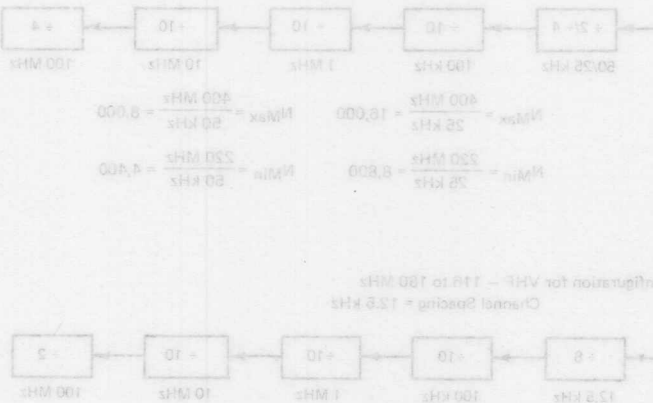 ÷ 2/÷ 4 ÷ 10 ÷ 10 ÷10 ÷ 4
50/25 kHz 100 kHz 1 MHz 10 MHz 100 MHz
NMax = 400 MHz / 25 kHz = 16,000 NMax = 400 MHz / 50 kHz = 8,000
NMin = 220 MHz / 25 kHz = 8,800 NMin = 220 MHz / 50 kHz = 4,400
nfiguration for VHF – 116 to 160 MHz
Channel Spacing = 12.5 kHz
÷ 8 ÷10 ÷10 ÷ 10 ÷ 2
12.5 kHz 100 kHz 1 MHz 10 MHz 100 MHz